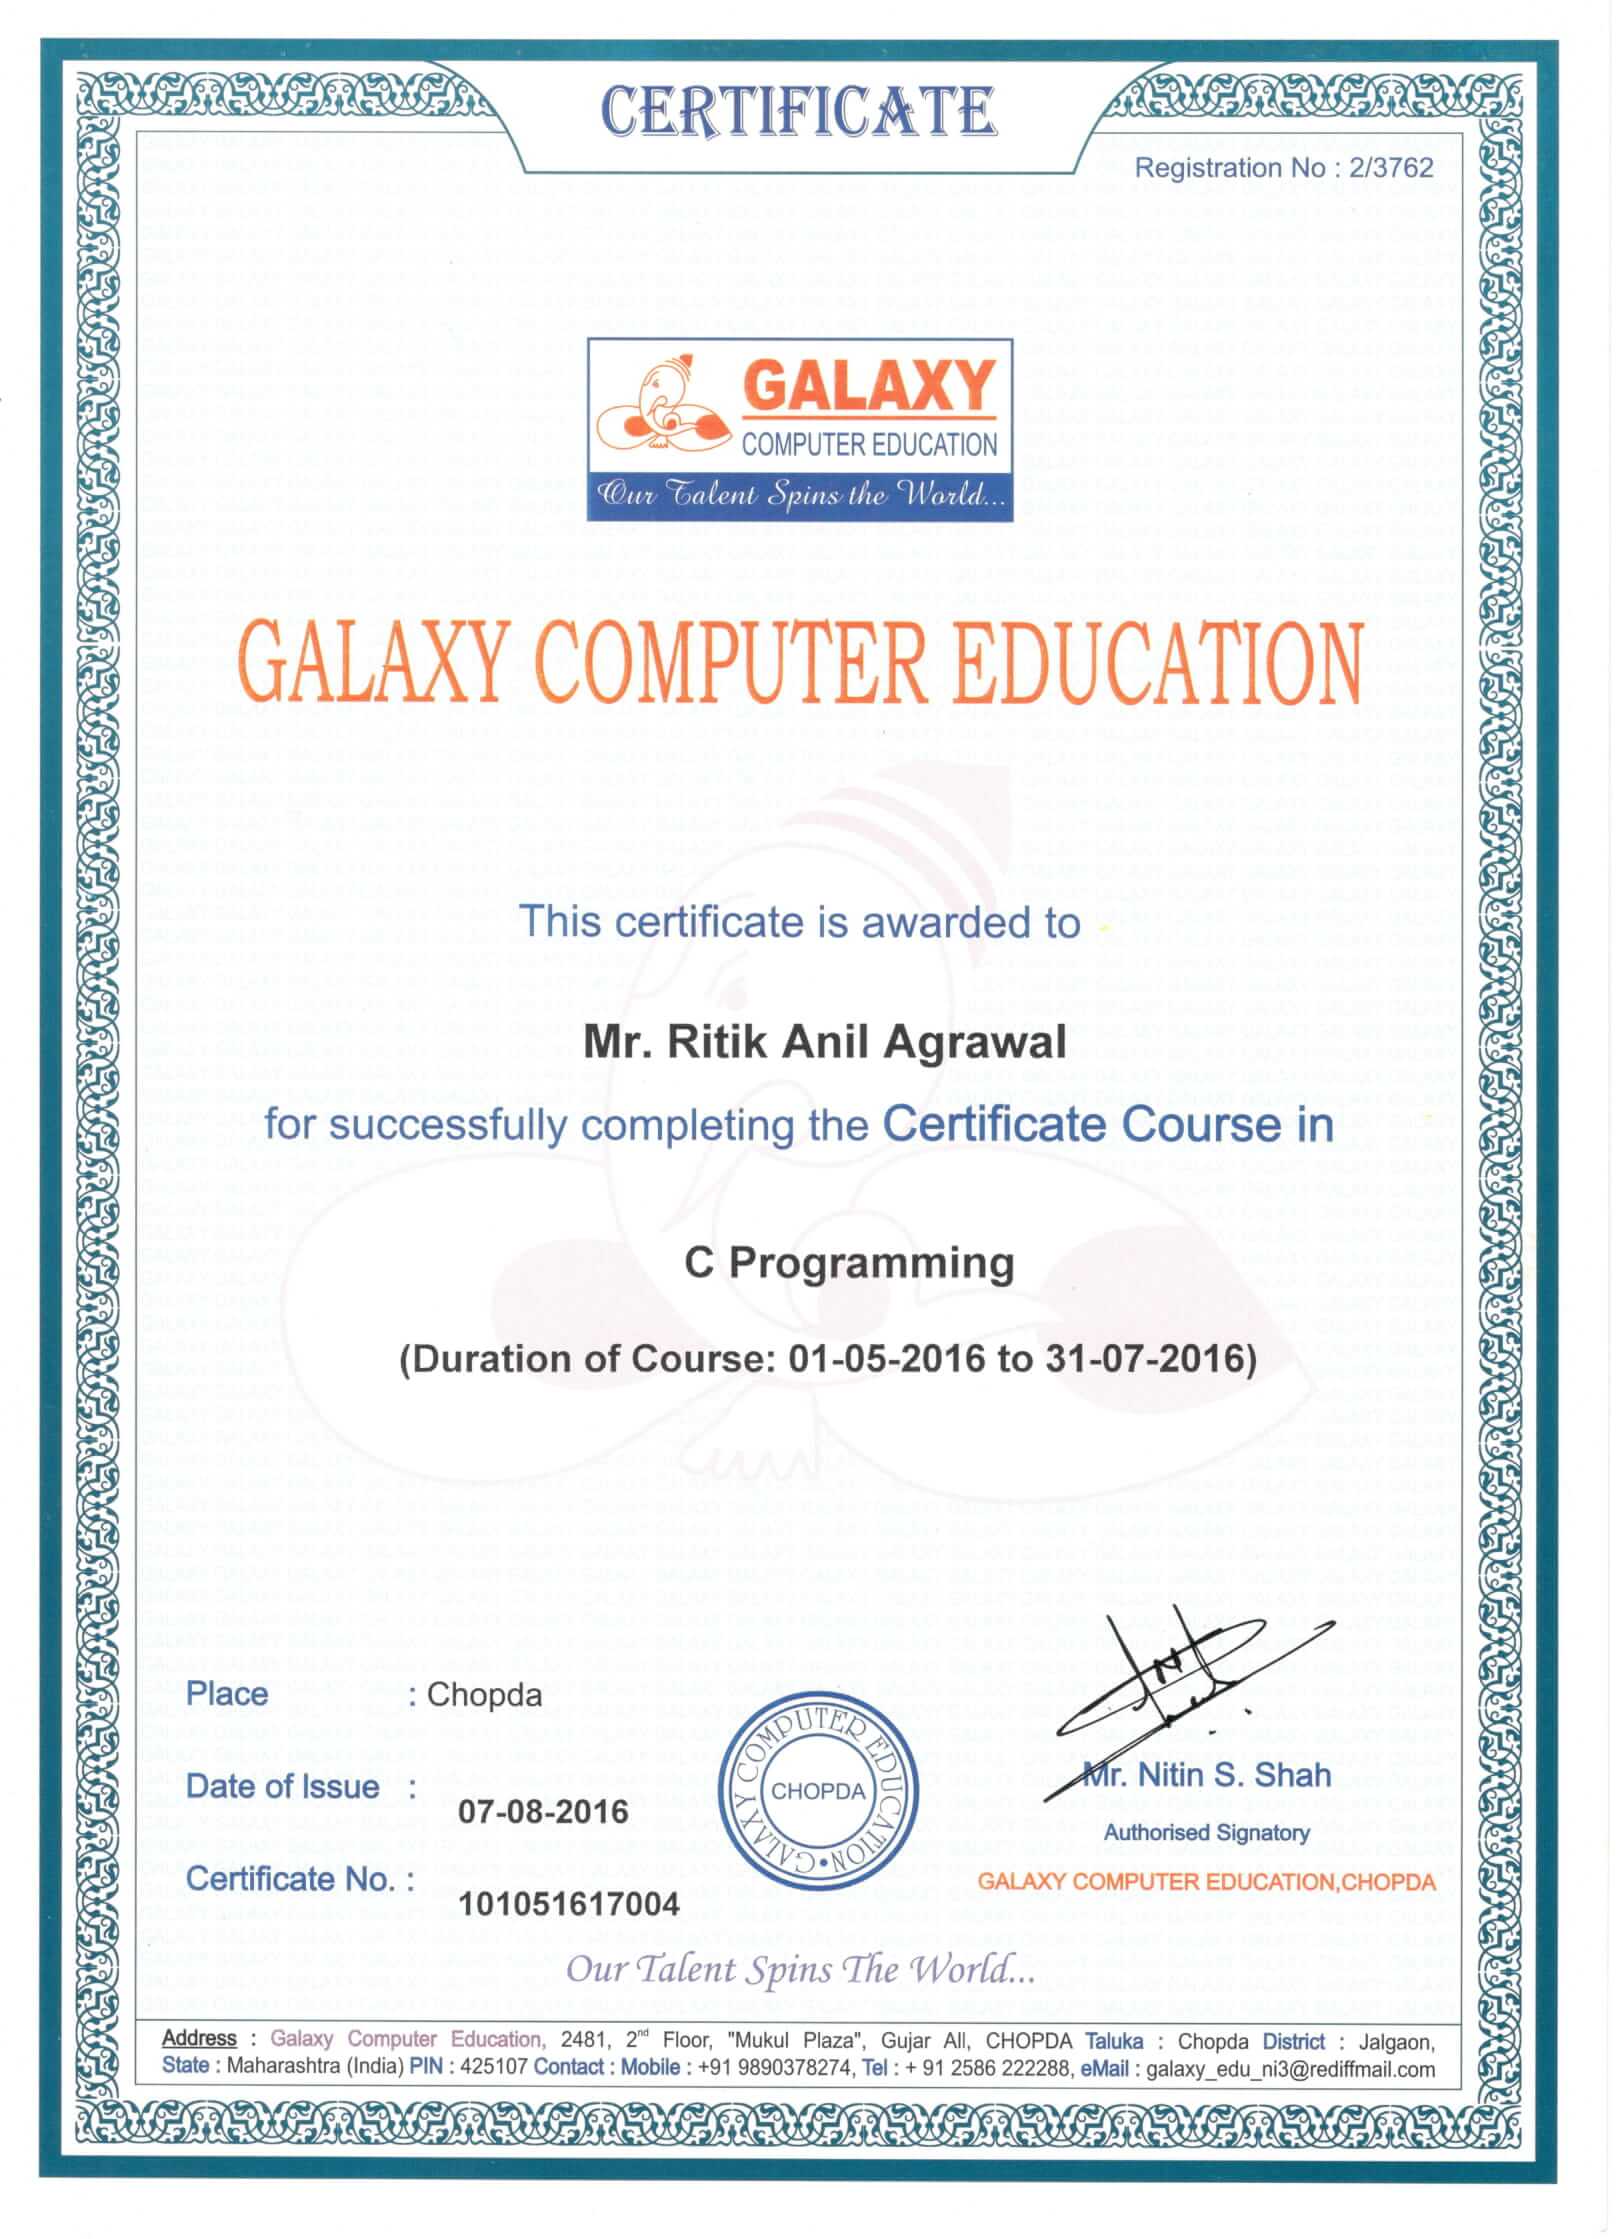 CERTIFICATE
Registration No : 2/3762
GALAXY
COMPUTER EDUCATION
Our Talent Spins the World...
GALAXY COMPUTER EDUCATION
This certificate is awarded to
Mr. Ritik Anil Agrawal
for successfully completing the Certificate Course in
C Programming
(Duration of Course: 01-05-2016 to 31-07-2016)
Place : Chopda
Date of Issue : 07-08-2016
Certificate No. : 101051617004
GALAXY COMPUTER EDUCATION
CHOPDA
Mr. Nitin S. Shah
Authorised Signatory
GALAXY COMPUTER EDUCATION,CHOPDA
Our Talent Spins The World...
Address : Galaxy Computer Education, 2481, 2nd Floor, "Mukul Plaza", Gujar All, CHOPDA Taluka : Chopda District : Jalgaon,
State : Maharashtra (India) PIN : 425107 Contact : Mobile : +91 9890378274, Tel : + 91 2586 222288, eMail : galaxy_edu_ni3@rediffmail.com